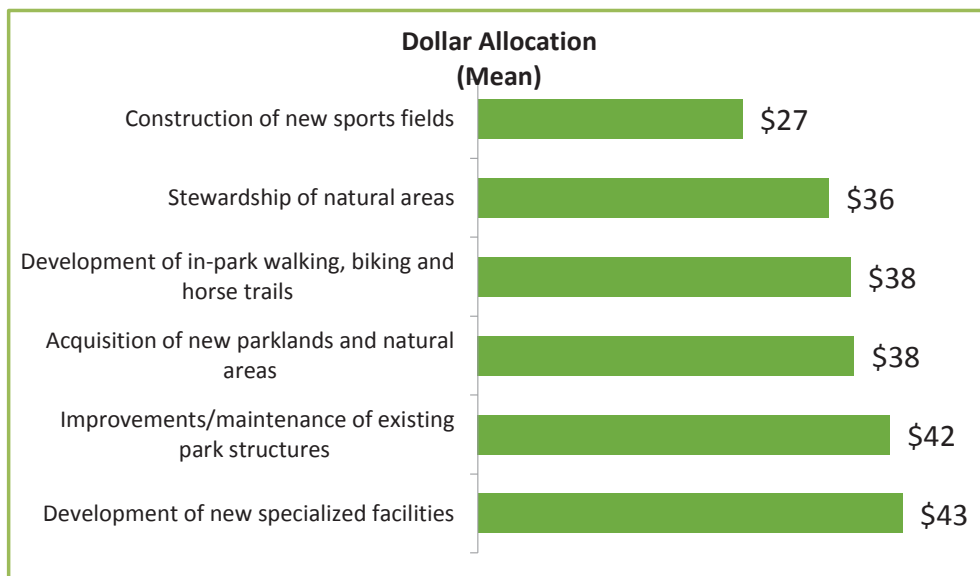 Dollar Allocation
(Mean)
Construction of new sports fields
$27
Stewardship of natural areas
$36
Development of in-park walking, biking and
horse trails
$38
Acquisition of new parklands and natural
areas
$38
Improvements/maintenance of existing
park structures
$42
Development of new specialized facilities
$43